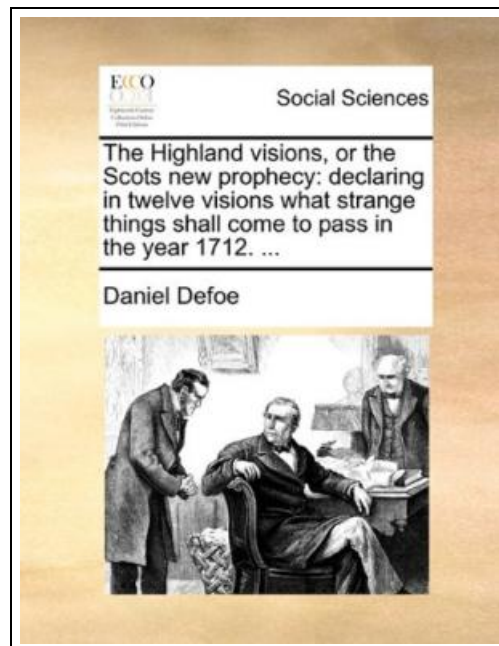 ECCO
Social Sciences
The Highland visions, or the
Scots new prophecy: declaring
in twelve visions what strange
things shall come to pass in
the year 1712. ...
Daniel Defoe